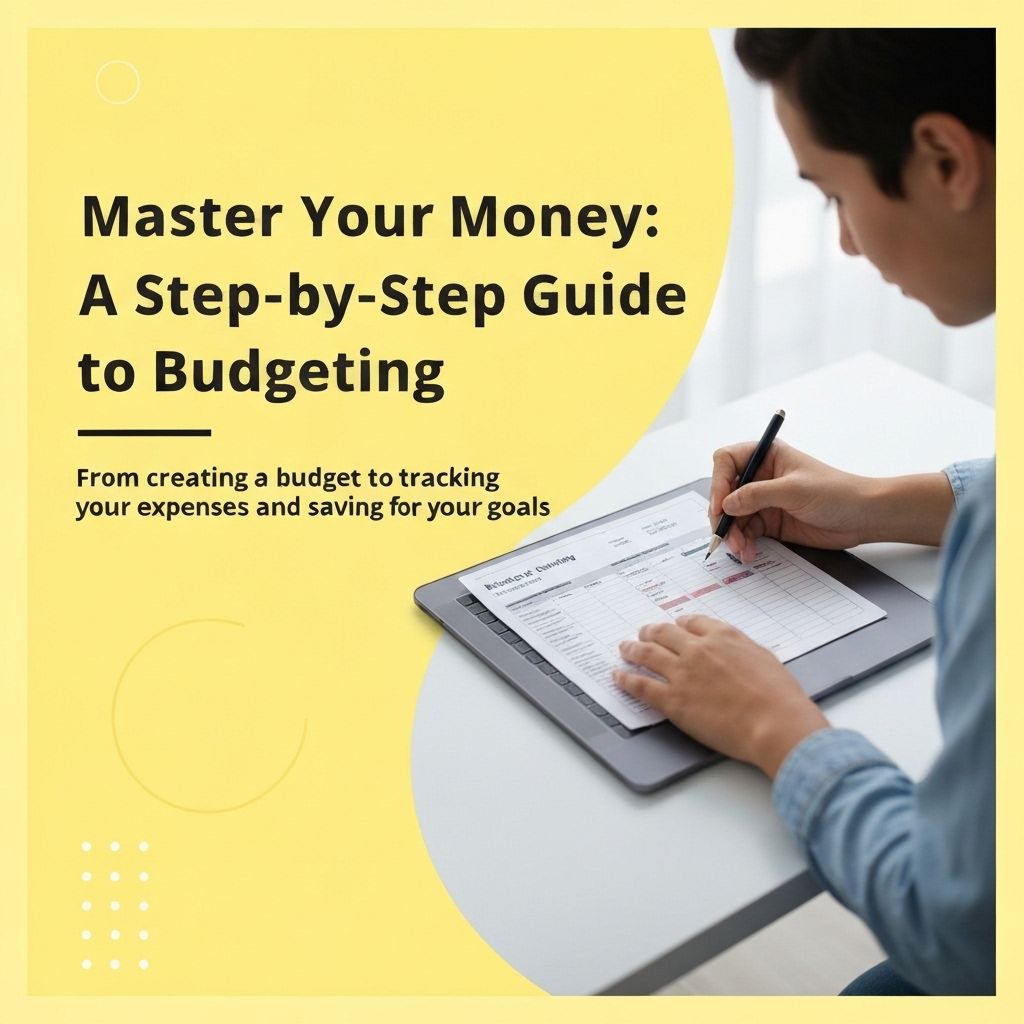 Master Your Money:
A Step-by-Step Guide
to Budgeting
From creating a budget to tracking
your expenses and saving for your goals